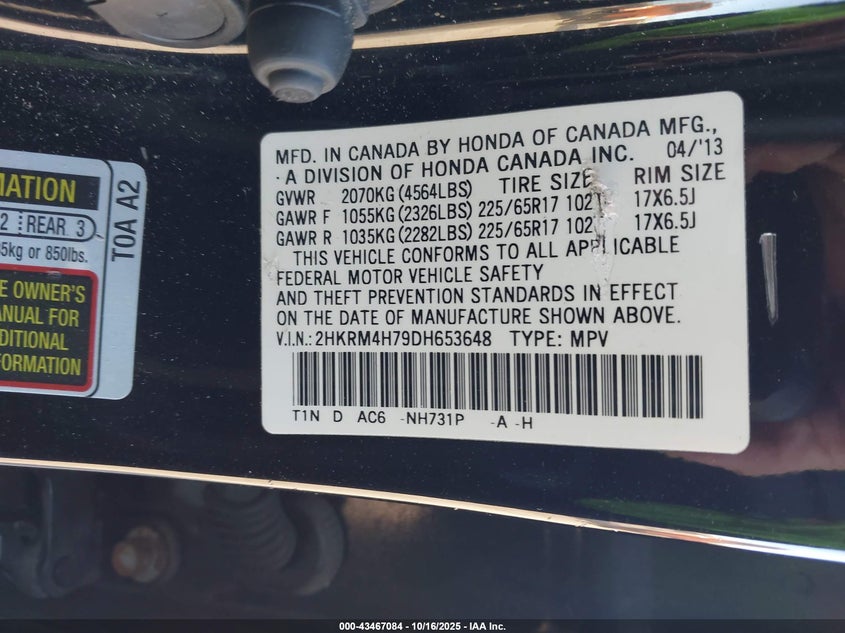 MATION
2 REAR 3
5kg or 850lbs.
E OWNER'S
ANUAL FOR
DITIONAL
FORMATION
T0A A2
MFD. IN CANADA BY HONDA OF CANADA MFG.,
A DIVISION OF HONDA CANADA INC. 04/'13
GVWR 2070KG(4564LBS) TIRE SIZE RIM SIZE
GAWR F 1055KG(2326LBS) 225/65R17 102 17X6.5J
GAWR R 1035KG(2282LBS) 225/65R17 102 17X6.5J
THIS VEHICLE CONFORMS TO ALL APPLICABLE
FEDERAL MOTOR VEHICLE SAFETY
AND THEFT PREVENTION STANDARDS IN EFFECT
ON THE DATE OF MANUFACTURE SHOWN ABOVE.
V.I.N.: 2HKRM4H79DH653648 TYPE: MPV
T1N D AC6 -NH731P -A -H
000-43467084 - 10/16/2025 - IAA Inc.